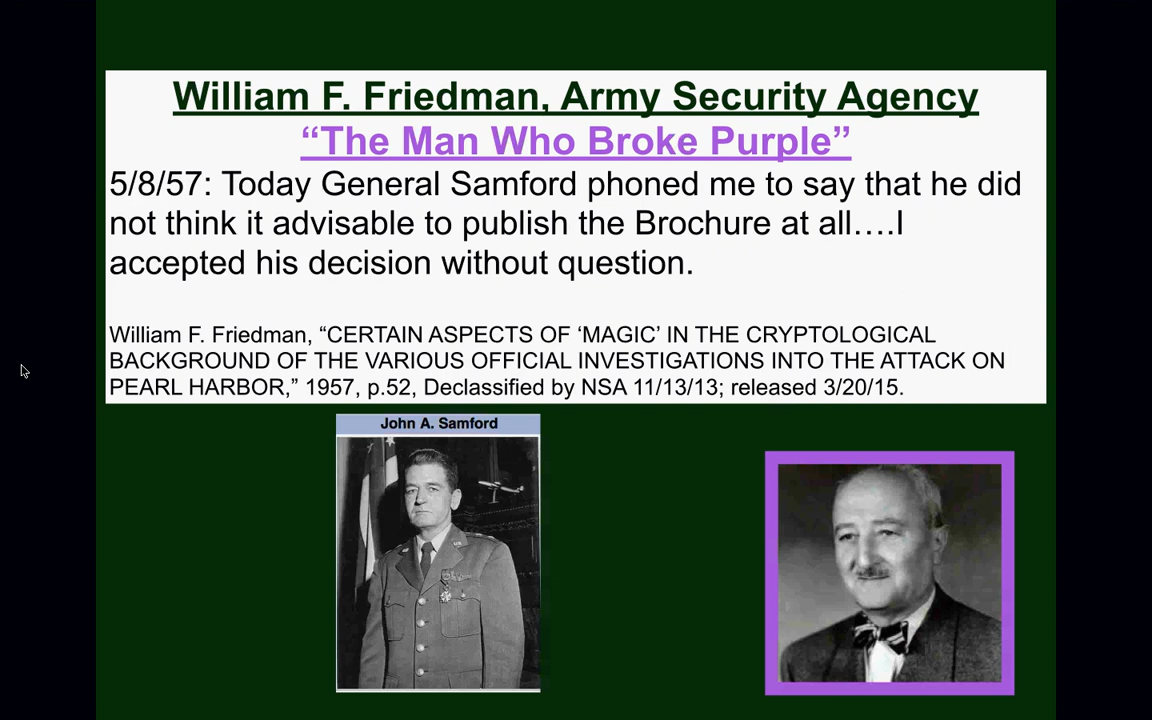 William F. Friedman, Army Security Agency
“The Man Who Broke Purple”
5/8/57: Today General Samford phoned me to say that he did
not think it advisable to publish the Brochure at all….I
accepted his decision without question.
William F. Friedman, “CERTAIN ASPECTS OF ‘MAGIC’ IN THE CRYPTOLOGICAL
BACKGROUND OF THE VARIOUS OFFICIAL INVESTIGATIONS INTO THE ATTACK ON
PEARL HARBOR,” 1957, p.52, Declassified by NSA 11/13/13; released 3/20/15.
John A. Samford